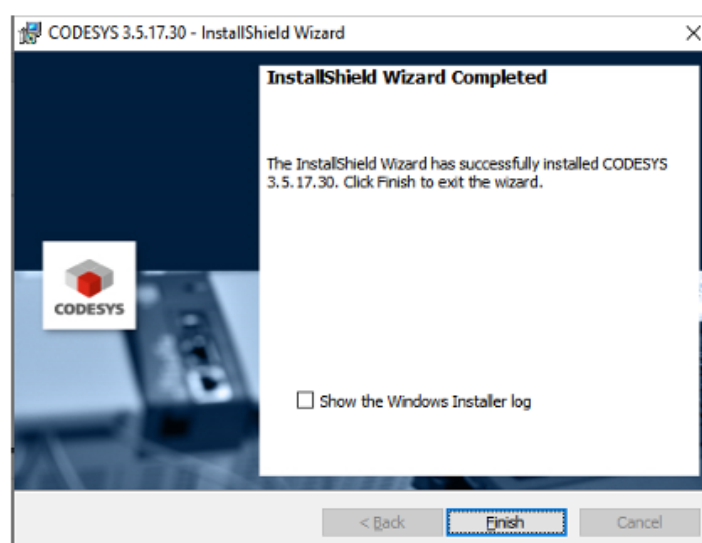 CODESYS 3.5.17.30 - InstallShield Wizard
InstallShield Wizard Completed
The InstallShield Wizard has successfully installed CODESYS
3.5.17.30. Click Finish to exit the wizard.
CODESYS
Show the Windows Installer log
< Back
Finish
Cancel